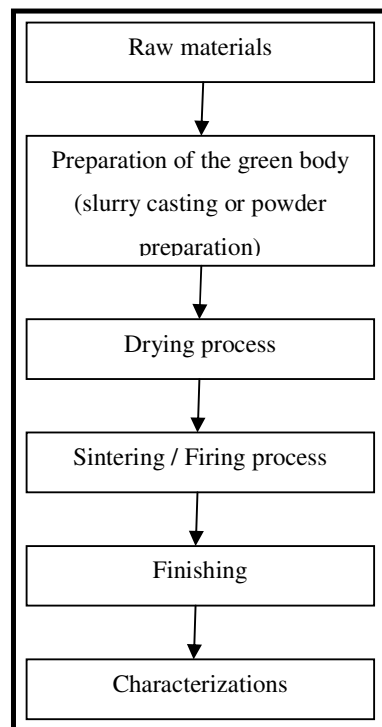 Raw materials
Preparation of the green body
(slurry casting or powder
preparation)
Drying process
Sintering / Firing process
Finishing
Characterizations